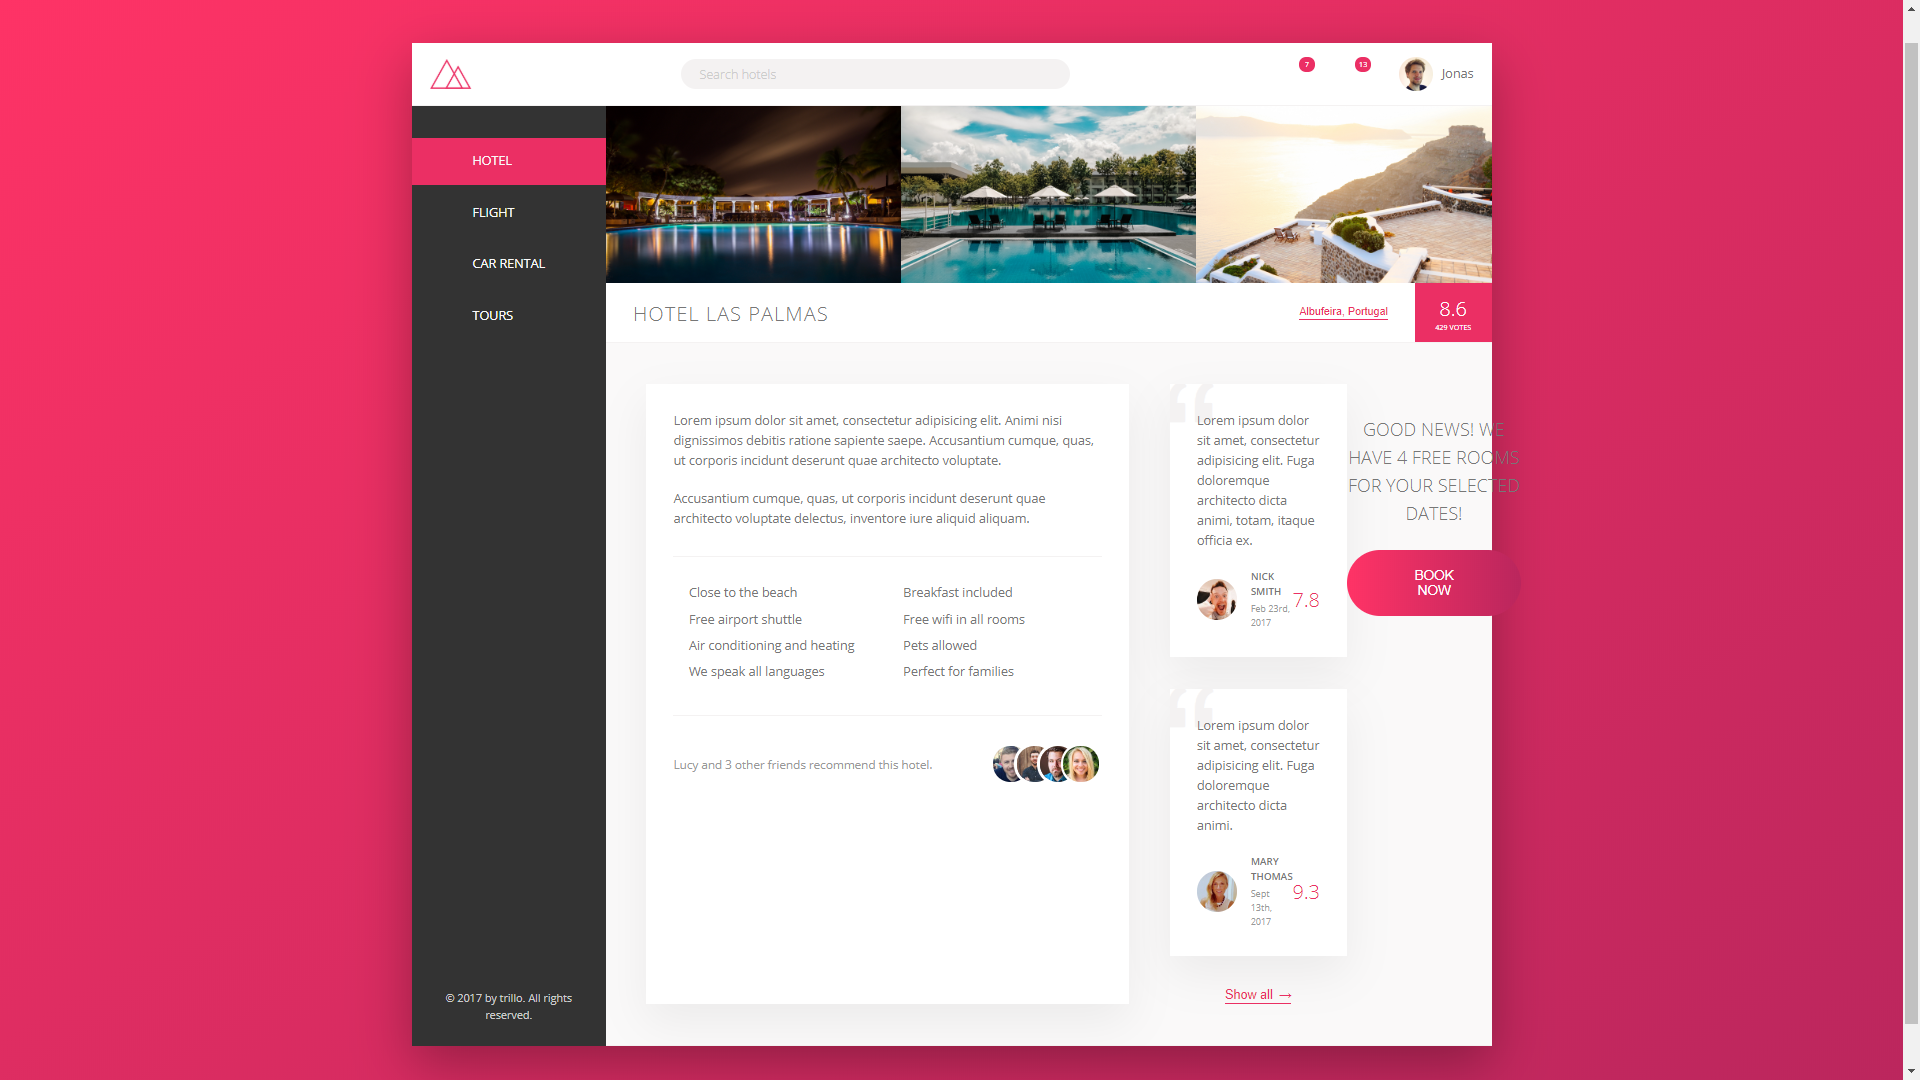 Search hotels
7
13
Jonas
HOTEL
FLIGHT
CAR RENTAL
TOURS
© 2017 by trillo. All rights
reserved.
HOTEL LAS PALMAS
Albufeira, Portugal
8.6
429 VOTES
Lorem ipsum dolor sit amet, consectetur adipisicing elit. Animi nisi
dignissimos debitis ratione sapiente saepe. Accusantium cumque, quas,
ut corporis incidunt deserunt quae architecto voluptate.
Accusantium cumque, quas, ut corporis incidunt deserunt quae
architecto voluptate delectus, inventore iure aliquid aliquam.
Close to the beach
Breakfast included
Free airport shuttle
Free wifi in all rooms
Air conditioning and heating
Pets allowed
We speak all languages
Perfect for families
Lucy and 3 other friends recommend this hotel.
“
Lorem ipsum dolor
sit amet, consectetur
adipisicing elit. Fuga
doloremque
architecto dicta
animi, totam, itaque
officia ex.
NICK
SMITH
Feb 23rd,
2017
7.8
“
Lorem ipsum dolor
sit amet, consectetur
adipisicing elit. Fuga
doloremque
architecto dicta
animi.
MARY
THOMAS
Sept
13th,
2017
9.3
Show all →
GOOD NEWS! WE
HAVE 4 FREE ROOMS
FOR YOUR SELECTED
DATES!
BOOK
NOW